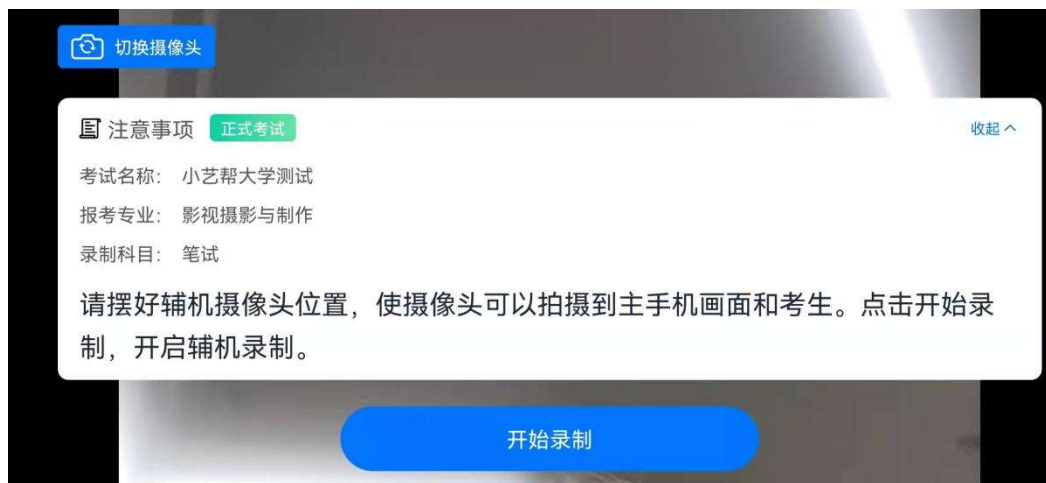 切换摄像头
注意事项 正式考试 收起
考试名称： 小艺帮大学测试
报考专业： 影视摄影与制作
录制科目： 笔试
请摆好辅机摄像头位置，使摄像头可以拍摄到主手机画面和考生。点击开始录
制，开启辅机录制。
开始录制